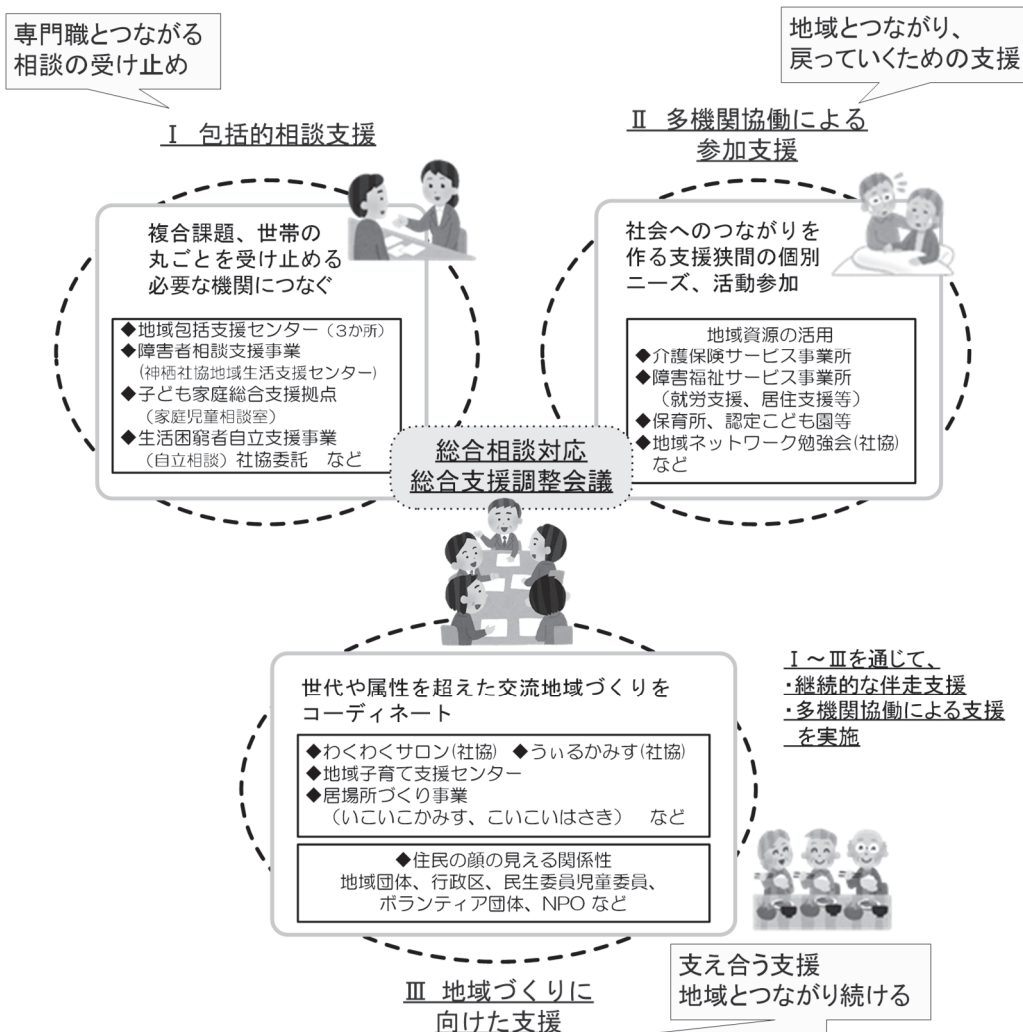 専門職とつながる
相談の受け止め
Ⅰ 包括的相談支援
複合課題、世帯の
丸ごとを受け止める
必要な機関につなぐ
◆地域包括支援センター（3か所）
◆障害者相談支援事業
（神栖社協地域生活支援センター）
◆子ども家庭総合支援拠点
（家庭児童相談室）
◆生活困窮者自立支援事業
（自立相談）社協委託 など
地域とつながり、
戻っていくための支援
Ⅱ 多機関協働による
参加支援
社会へのつながりを
作る支援狭間の個別
ニーズ、活動参加
地域資源の活用
◆介護保険サービス事業所
◆障害福祉サービス事業所
（就労支援、居住支援等）
◆保育所、認定こども園等
◆地域ネットワーク勉強会(社協)
など
総合相談対応
総合支援調整会議
世代や属性を超えた交流地域づくりを
コーディネート
◆わくわくサロン(社協) ◆うぃるかみす(社協)
◆地域子育て支援センター
◆居場所づくり事業
（いこいこかみす、こいこいはさき） など
◆住民の顔の見える関係性
地域団体、行政区、民生委員児童委員、
ボランティア団体、NPO など
Ⅰ～Ⅲを通じて、
・継続的な伴走支援
・多機関協働による支援
を実施
Ⅲ 地域づくりに
向けた支援
支え合う支援
地域とつながり続ける